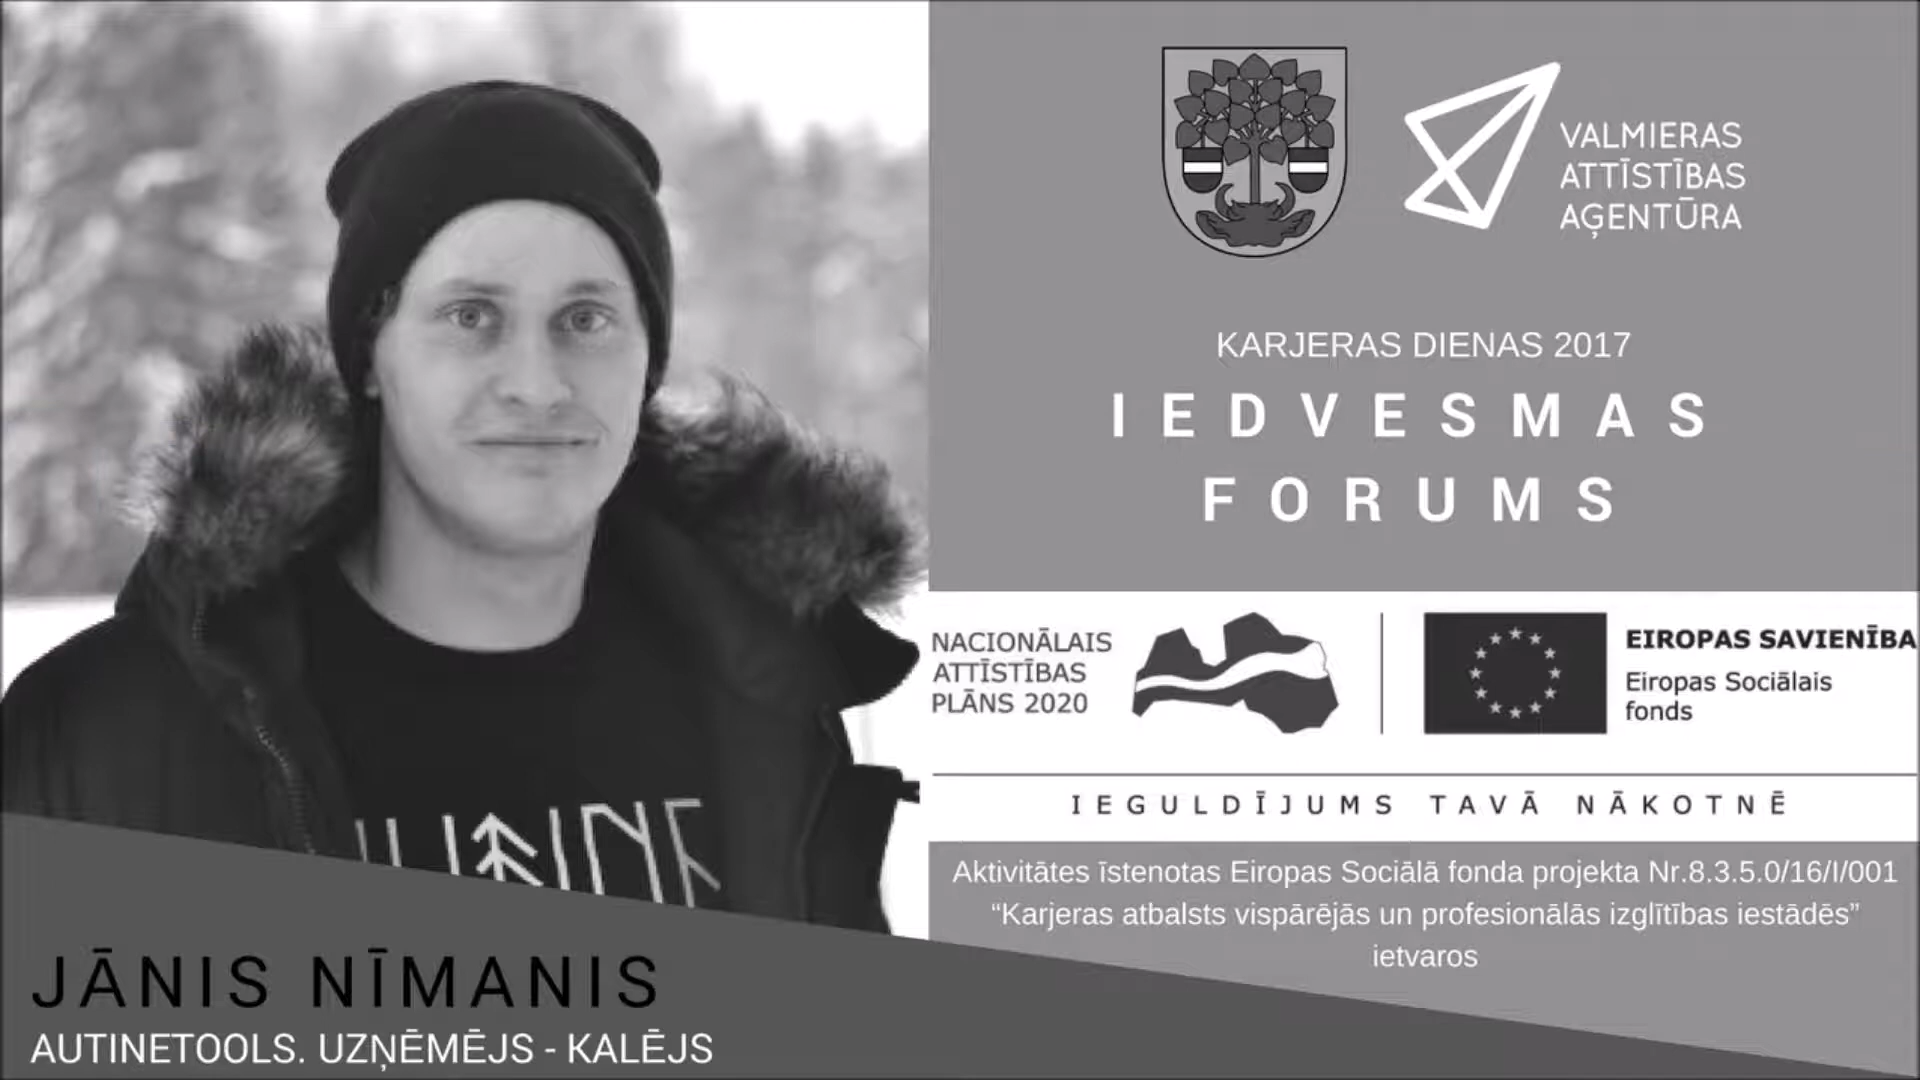 VALMIERAS
ATTĪSTĪBAS
AĢENTŪRA
KARJERAS DIENAS 2017
IEDVESMAS
FORUMS
NACIONĀLAIS
ATTĪSTĪBAS
PLĀNS 2020
EIROPAS SAVIENĪBA
Eiropas Sociālais
fonds
IEGULDĪJUMS TAVĀ NĀKOTNĒ
Aktivitātes īstenotas Eiropas Sociālā fonda projekta Nr.8.3.5.0/16/I/001
“Karjeras atbalsts vispārējās un profesionālās izglītības iestādēs”
ietvaros
JĀNIS NĪMANIS
AUTINETOOLS. UZŅĒMĒJS - KALĒJS